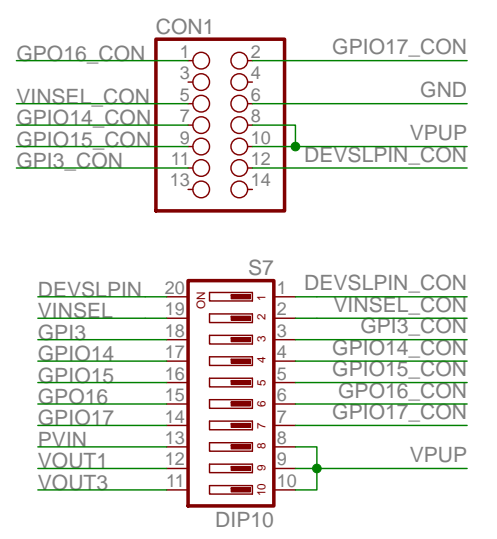 CON1
GPO16_CON 1 2 GPIO17_CON
3 4
VINSEL_CON 5 6 GND
GPIO14_CON 7 8
GPIO15_CON 9 10 VPUP
GPI3_CON 11 12 DEVSLPIN_CON
13 14
S7
DEVSLPIN 20 ON 1 1 DEVSLPIN_CON
VINSEL 19 2 2 VINSEL_CON
GPI3 18 3 3 GPI3_CON
GPIO14 17 4 4 GPIO14_CON
GPIO15 16 5 5 GPIO15_CON
GPO16 15 6 6 GPO16_CON
GPIO17 14 7 7 GPIO17_CON
PVIN 13 8 8
VOUT1 12 9 9 VPUP
VOUT3 11 10 10
DIP10